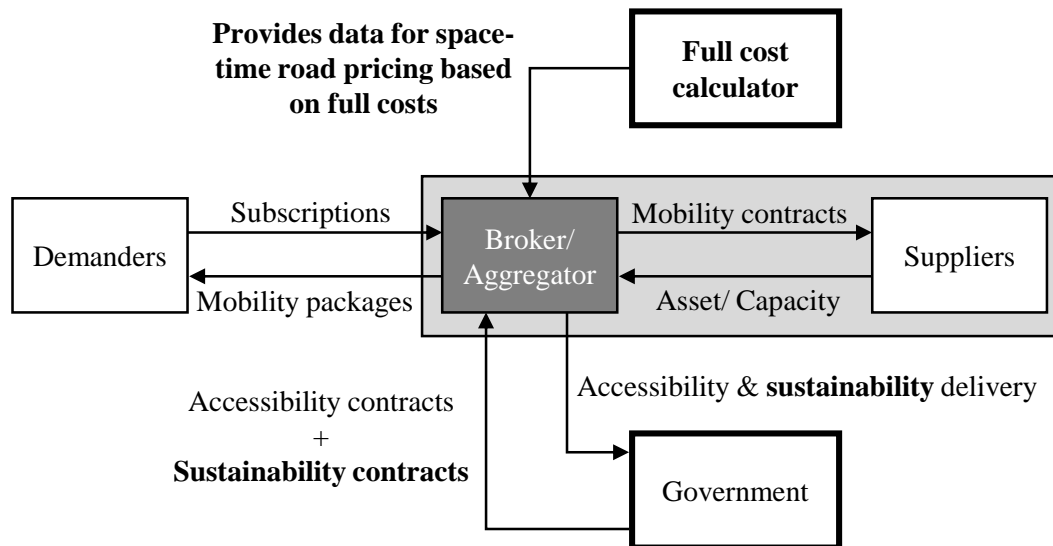 Provides data for space-
time road pricing based
on full costs
Full cost
calculator
Subscriptions
Mobility contracts
Demanders
Broker/
Aggregator
Suppliers
Mobility packages
Asset/ Capacity
Accessibility contracts
+
Sustainability contracts
Accessibility & sustainability delivery
Government